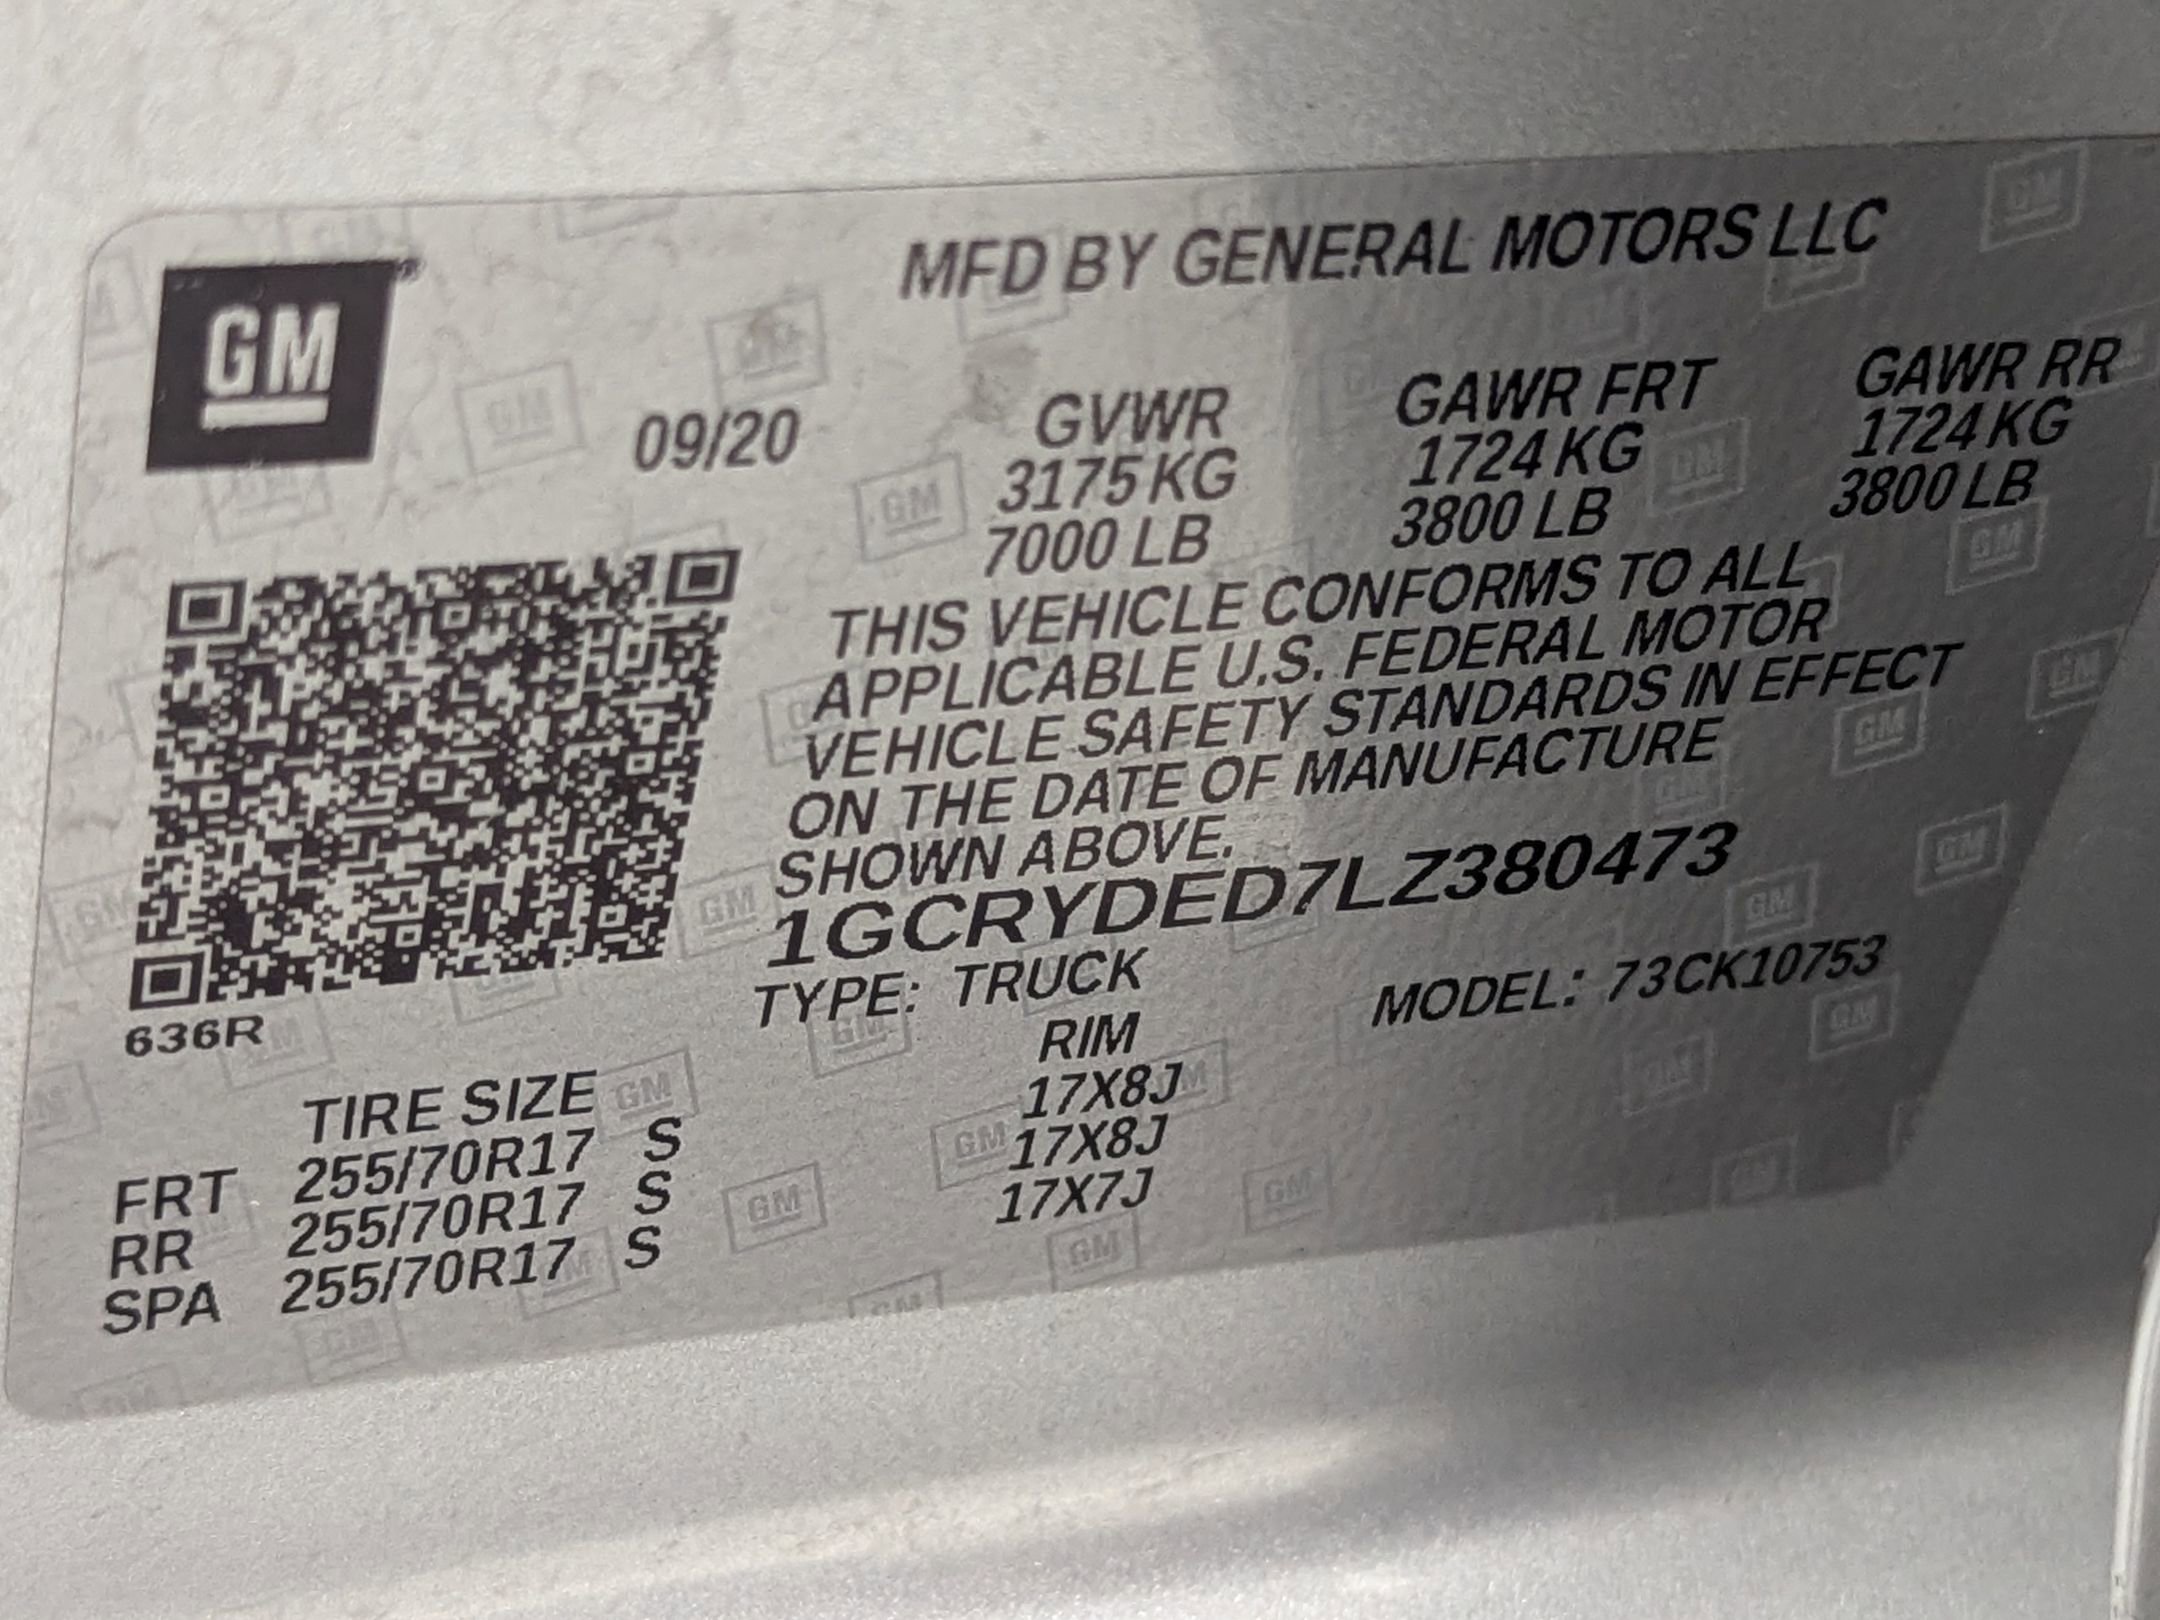 GM
MFD BY GENERAL MOTORS LLC
09/20 GVWR GAWR FRT GAWR RR
3175 KG 1724 KG 1724 KG
7000 LB 3800 LB 3800 LB
THIS VEHICLE CONFORMS TO ALL
APPLICABLE U.S. FEDERAL MOTOR
VEHICLE SAFETY STANDARDS IN EFFECT
ON THE DATE OF MANUFACTURE
SHOWN ABOVE.
1GCRYDED7LZ380473
TYPE: TRUCK MODEL: 73CK10753
636R
TIRE SIZE RIM
FRT 255/70R17 S 17X8J
RR 255/70R17 S 17X8J
SPA 255/70R17 S 17X7J